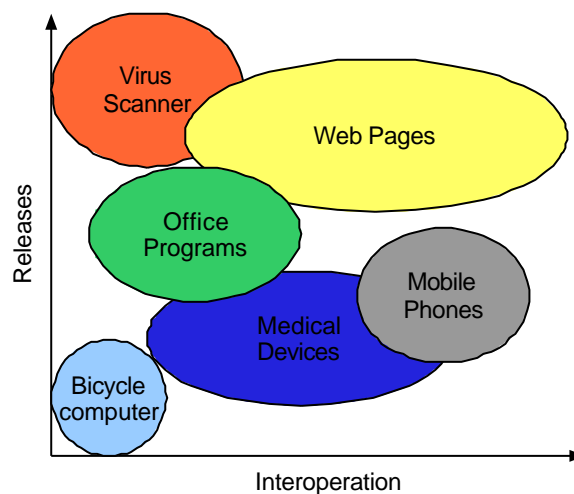 Virus
Scanner
Web Pages
Office
Programs
Mobile
Phones
Medical
Devices
Bicycle
computer
Releases
Interoperation